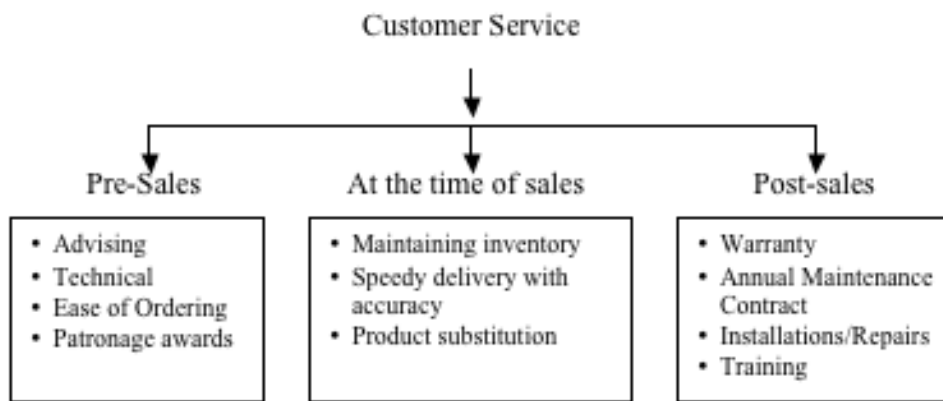 Customer Service
Pre-Sales
• Advising
• Technical
• Ease of Ordering
• Patronage awards
At the time of sales
• Maintaining inventory
• Speedy delivery with
accuracy
• Product substitution
Post-sales
• Warranty
• Annual Maintenance
Contract
• Installations/Repairs
• Training